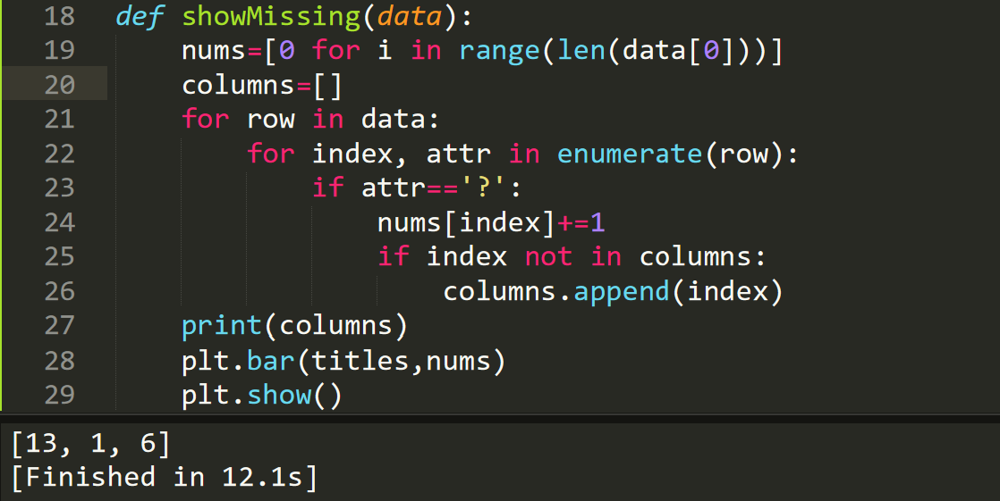 18 def showMissing(data):
19     nums=[0 for i in range(len(data[0]))]
20     columns=[]
21     for row in data:
22         for index, attr in enumerate(row):
23             if attr=='?':
24                 nums[index]+=1
25                 if index not in columns:
26                     columns.append(index)
27     print(columns)
28     plt.bar(titles,nums)
29     plt.show()
[13, 1, 6]
[Finished in 12.1s]